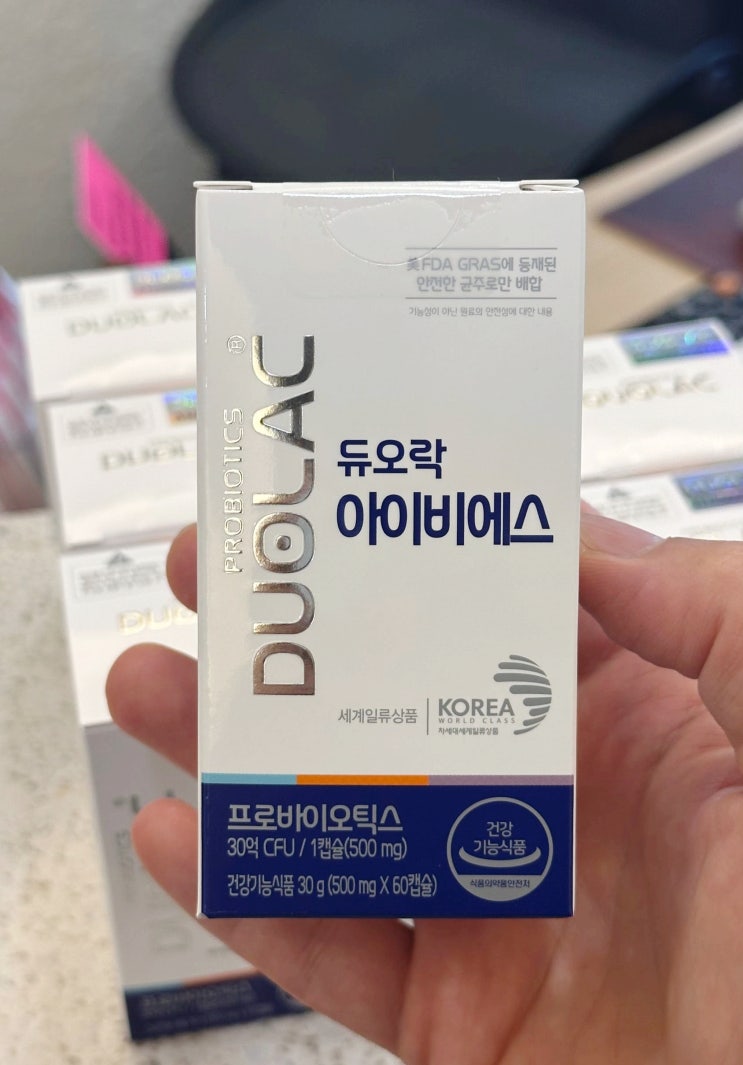 美 FDA GRAS에 등재된
안전한 균주로만 배합
기능성이 아닌 원료의 안전성에 대한 내용
PROBIOTICS
DUOLAC®
듀오락
아이비에스
세계일류상품
KOREA
WORLD CLASS
차세대세계일류상품
프로바이오틱스
30억 CFU / 1캡슐(500 mg)
건강기능식품 30 g (500 mg X 60캡슐)
건강
기능식품
식품의약품안전처
DUOLAC
DUOL
DUO
DUOLAC